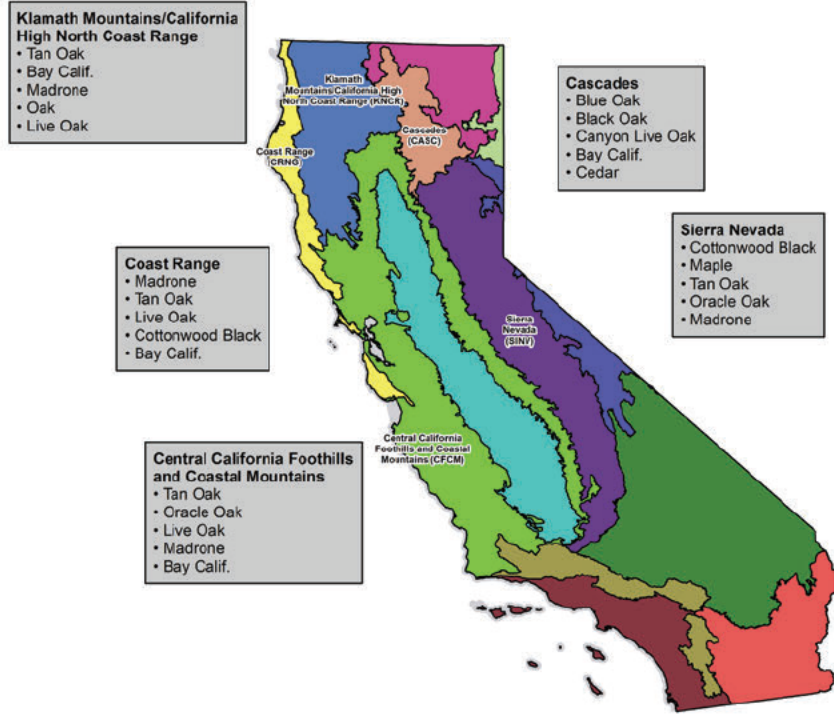 Klamath Mountains/California
High North Coast Range
• Tan Oak
• Bay Calif.
• Madrone
• Oak
• Live Oak
Cascades
• Blue Oak
• Black Oak
• Canyon Live Oak
• Bay Calif.
• Cedar
Sierra Nevada
• Cottonwood Black
• Maple
• Tan Oak
• Oracle Oak
• Madrone
Coast Range
• Madrone
• Tan Oak
• Live Oak
• Cottonwood Black
• Bay Calif.
Central California Foothills
and Coastal Mountains
• Tan Oak
• Oracle Oak
• Live Oak
• Madrone
• Bay Calif.
Klamath
Mountains/California High
North Coast Range (KNCR)
Cascades
(CASC)
Coast Range
(CRNG)
Sierra
Nevada
(SINV)
Central California
Foothills and Coastal
Mountains (CFCM)